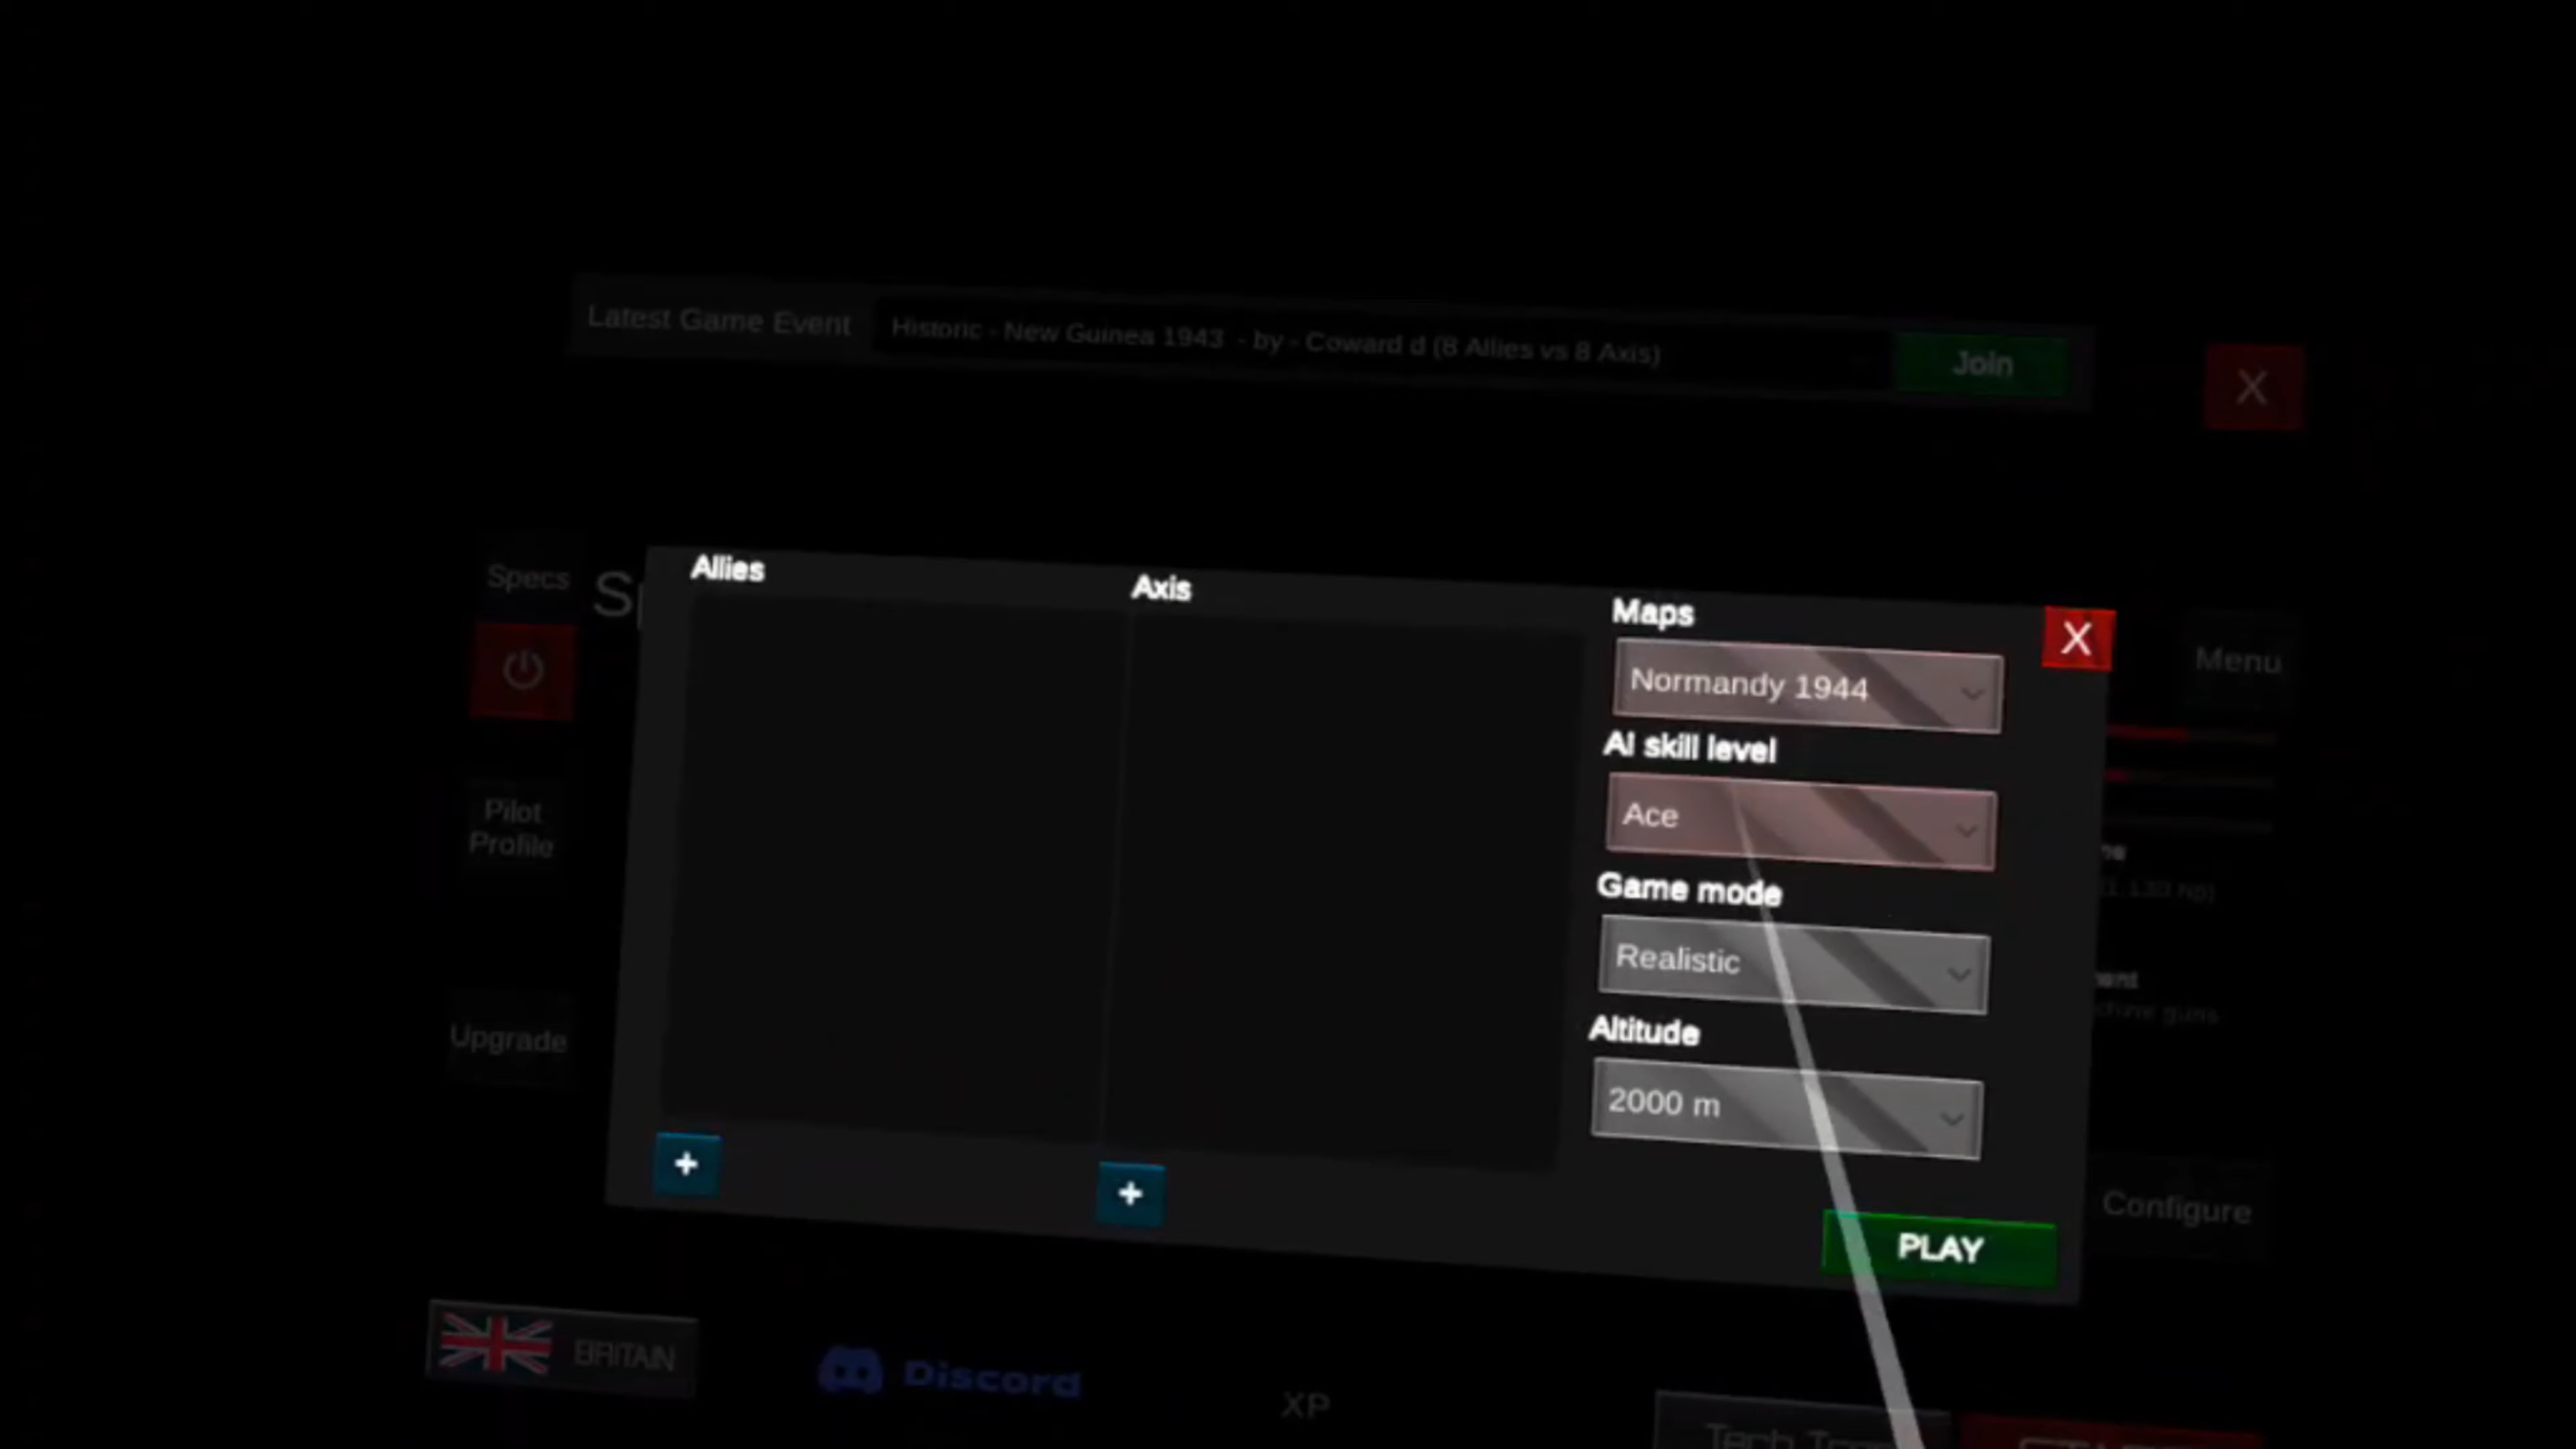 Latest Game Event
Historic - New Guinea 1943 - by - Coward d (8 Allies vs 8 Axis)
Join
X
Specs
Allies
Axis
Maps
X
Menu
Normandy 1944
AI skill level
Ace
Pilot
Profile
Game mode
Realistic
Upgrade
Altitude
2000 m
+
+
Configure
PLAY
BRITAIN
Discord
XP
Tech